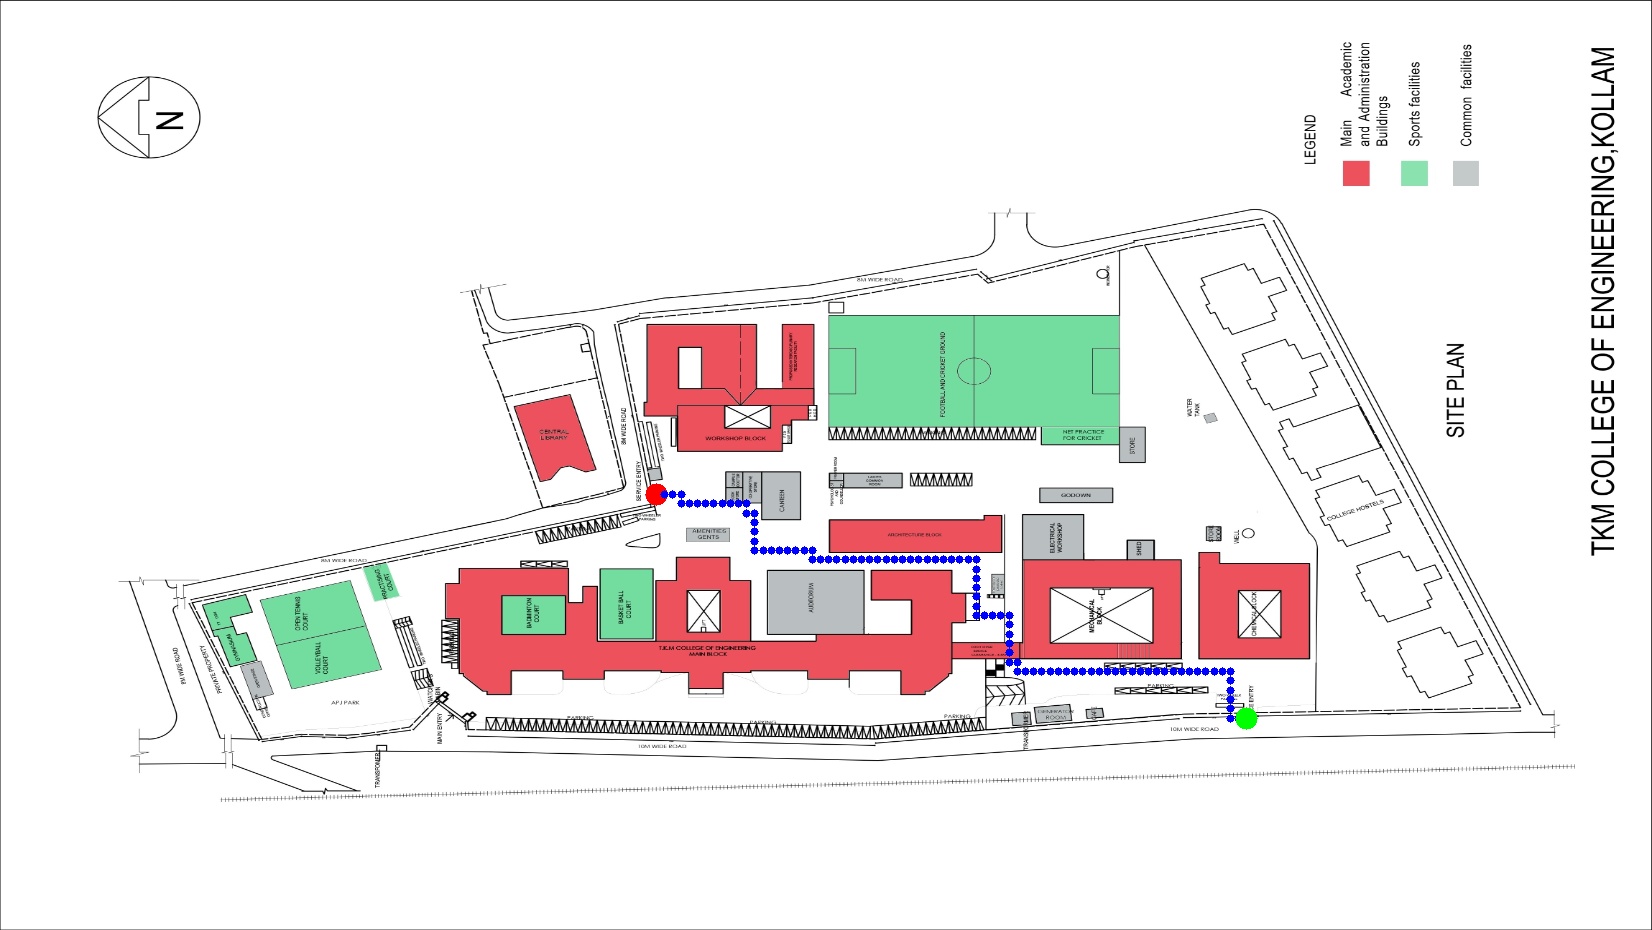 N
LEGEND
Main Academic
and Administration
Buildings
Sports facilities
Common facilities
TKM COLLEGE OF ENGINEERING,KOLLAM
SITE PLAN
8M WIDE ROAD
CENTRAL
LIBRARY
8M WIDE ROAD
SERVICE ENTRY
WORKSHOP BLOCK
FOOTBALL AND CRICKET GROUND
NET PRACTICE
FOR CRICKET
STORE
WATER
TANK
CANTEEN
GODOWN
COLLEGE HOSTELS
AMENITIES
GENTS
ARCHITECTURE BLOCK
ELECTRICAL
WORKSHOP
SHED
STORE
ROOM
WELL
8M WIDE ROAD
OPEN TENNIS
COURT
VOLLEYBALL
COURT
BADMINTON
COURT
BASKET BALL
COURT
AUDITORIUM
MECHANICAL
BLOCK
CHEMICAL BLOCK
T.K.M COLLEGE OF ENGINEERING
MAIN BLOCK
8M WIDE ROAD
PRIVATE PROPERTY
APJ PARK
MAIN ENTRY
PARKING
PARKING
PARKING
PARKING
GENERATOR
ROOM
10M WIDE ROAD
10M WIDE ROAD
TRANSFOMER